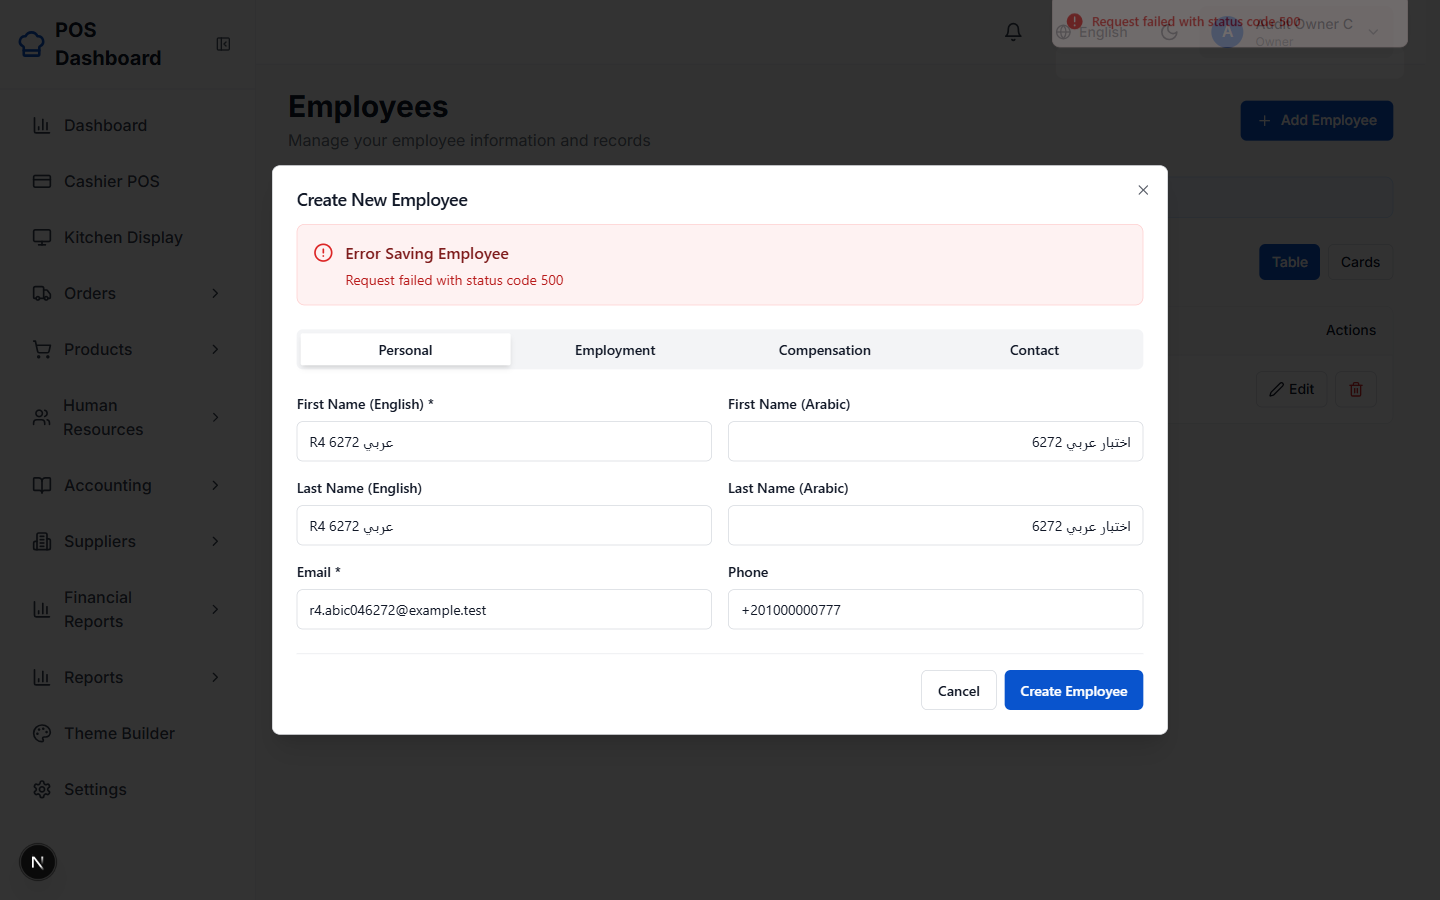 POS
Dashboard
Dashboard
Cashier POS
Kitchen Display
Orders
Products
Human
Resources
Accounting
Suppliers
Financial
Reports
Reports
Theme Builder
Settings
N
Request failed with status code 500
English
A
Audit Owner C
Owner
Employees
Manage your employee information and records
Add Employee
Table
Cards
Actions
Edit
Create New Employee
Error Saving Employee
Request failed with status code 500
Personal
Employment
Compensation
Contact
First Name (English) *
First Name (Arabic)
R4 6272 عربي
اختبار عربي 6272
Last Name (English)
Last Name (Arabic)
R4 6272 عربي
اختبار عربي 6272
Email *
Phone
r4.abic046272@example.test
+201000000777
Cancel
Create Employee